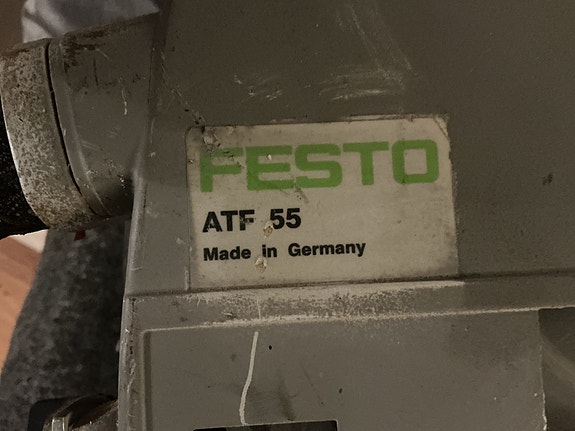 FESTO
ATF 55
Made in Germany